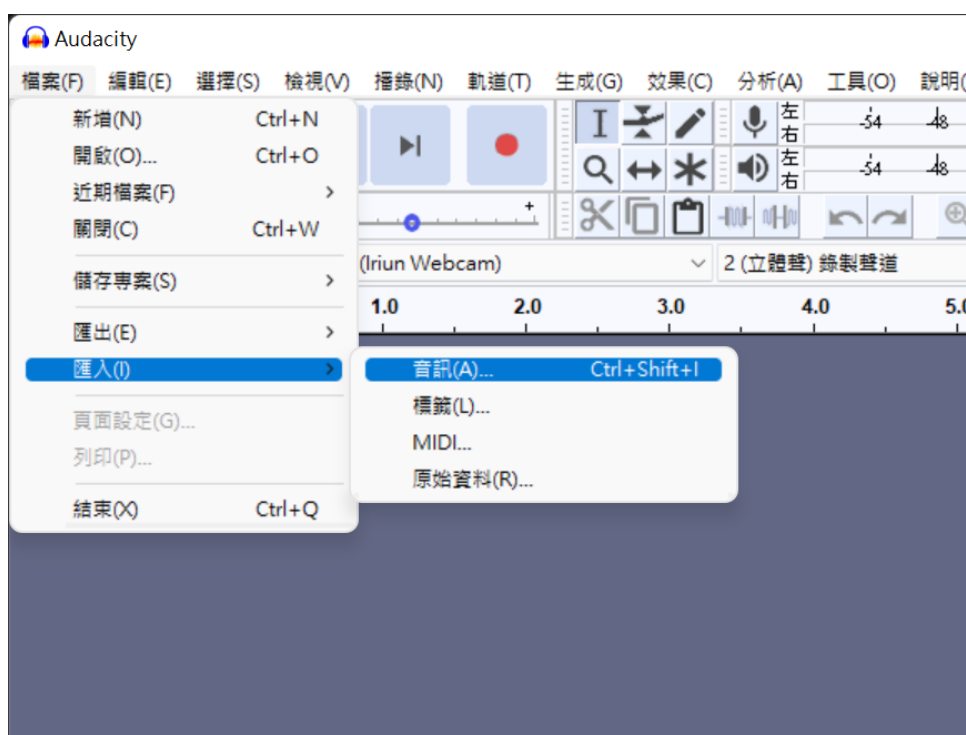 Audacity
檔案(F) 編輯(E) 選擇(S) 檢視(V) 播錄(N) 軌道(T) 生成(G) 效果(C) 分析(A) 工具(O) 說明(
新增(N) Ctrl+N
開啟(O)... Ctrl+O
近期檔案(F)
關閉(C) Ctrl+W
儲存專案(S)
匯出(E)
匯入(I)
頁面設定(G)...
列印(P)...
結束(X) Ctrl+Q
音訊(A)... Ctrl+Shift+I
標籤(L)...
MIDI...
原始資料(R)...
左 -54 -48
右
左 -54 -48
右
(Iriun Webcam) 2 (立體聲) 錄製聲道
1.0 2.0 3.0 4.0 5.0